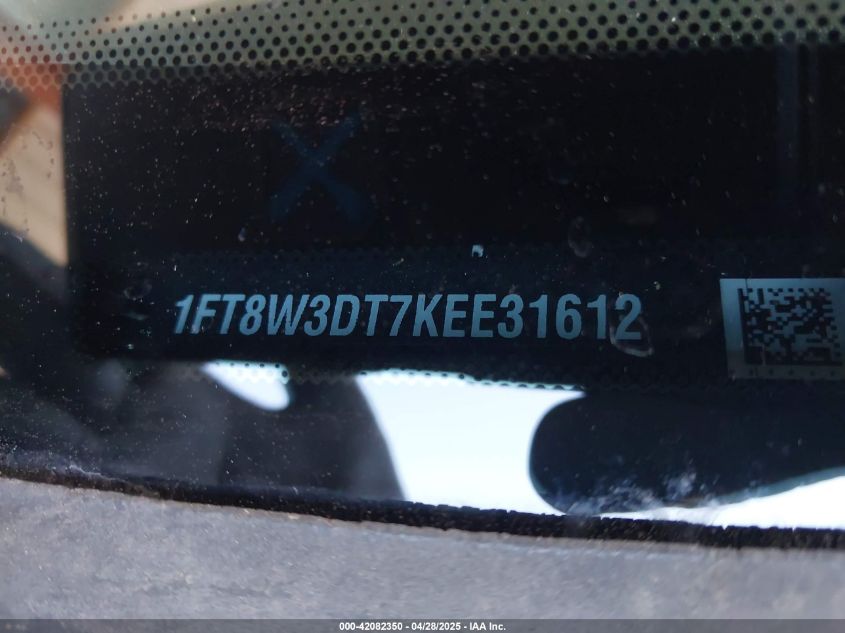 1FT8W3DT7KEE31612
000-42082350 • 04/28/2025 • IAA Inc.